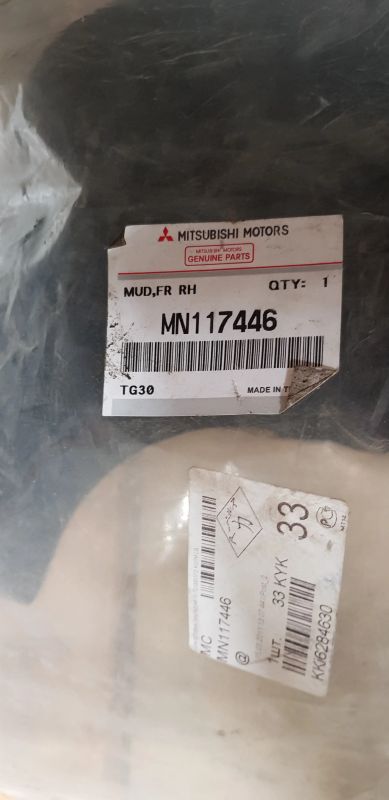 MITSUBISHI MOTORS
MITSUBISHI MOTORS
GENUINE PARTS
MUD,FR RH QTY: 1
MN117446
TG30 MADE IN
MC
MN117446
@
1шт. 33 KYK
KK6284630
33